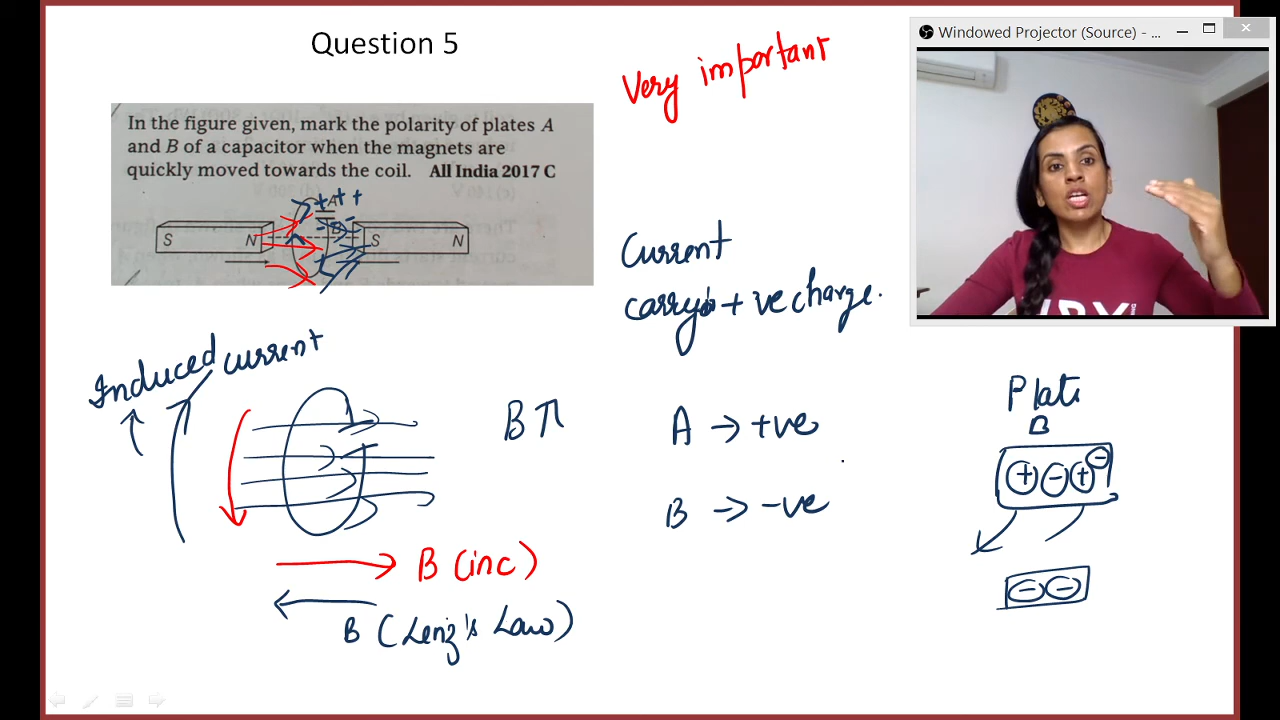 Question 5
Very important
Windowed Projector (Source) - ...
In the figure given, mark the polarity of plates A
and B of a capacitor when the magnets are
quickly moved towards the coil. All India 2017 C
+ + +
A
B
S N S N
Current
carry + ve charge.
Induced current
B
A → +ve
B → -ve
Plate
B
+ - + -
- -
B (inc)
B (Lenz's Law)